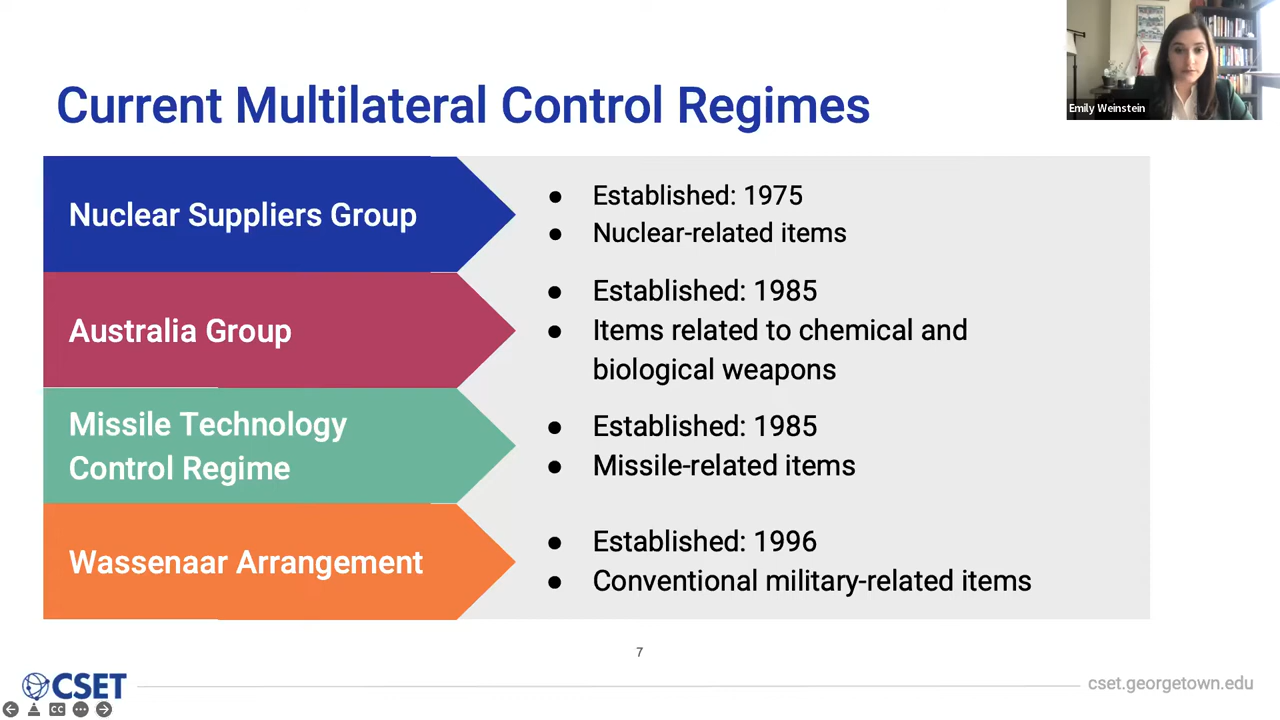 Emily Weinstein
Current Multilateral Control Regimes
Nuclear Suppliers Group
● Established: 1975
● Nuclear-related items
Australia Group
● Established: 1985
● Items related to chemical and
biological weapons
Missile Technology
Control Regime
● Established: 1985
● Missile-related items
Wassenaar Arrangement
● Established: 1996
● Conventional military-related items
7
CSET
cset.georgetown.edu
CC